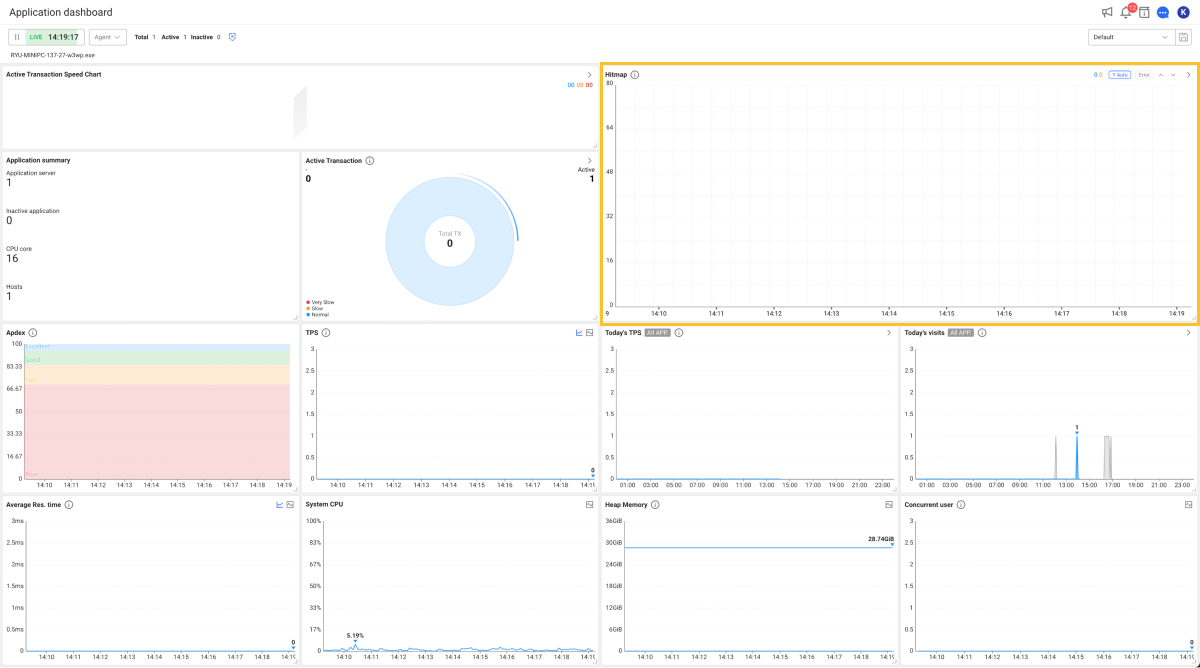 Application dashboard
12
K
LIVE 14:19:17
Agent
Total 1 Active 1 Inactive 0
Default
RYU-MINIPC-137-27-w3wp.exe
Active Transaction Speed Chart
00 00:00
Hitmap
0 0
Y Auto
Error
80
64
48
32
16
0
9 14:10 14:11 14:12 14:13 14:14 14:15 14:16 14:17 14:18 14:19
Application summary
Application server
1
Inactive application
0
CPU core
16
Hosts
1
Active Transaction
-
0
Active
1
Total TX
0
Very Slow
Slow
Normal
Apdex
100
83.33
66.67
50
33.33
16.67
0
Excellent
Good
Fair
Poor
14:10 14:11 14:12 14:13 14:14 14:15 14:16 14:17 14:18 14:19
TPS
3
2.5
2
1.5
1
0.5
0
0
14:10 14:11 14:12 14:13 14:14 14:15 14:16 14:17 14:18 14:19
Today's TPS All APP
3
2.5
2
1.5
1
0.5
0
01:00 03:00 05:00 07:00 09:00 11:00 13:00 15:00 17:00 19:00 21:00 23:00
Today's visits All APP
3
2.5
2
1.5
1
0.5
0
1
01:00 03:00 05:00 07:00 09:00 11:00 13:00 15:00 17:00 19:00 21:00 23:00
Average Res. time
3ms
2.5ms
2ms
1.5ms
1ms
0.5ms
0
0
14:10 14:11 14:12 14:13 14:14 14:15 14:16 14:17 14:18 14:19
System CPU
100%
83%
67%
50%
33%
17%
0
5.19%
14:10 14:11 14:12 14:13 14:14 14:15 14:16 14:17 14:18 14:19
Heap Memory
36GiB
30GiB
24GiB
18GiB
12GiB
6GiB
0
28.74GiB
14:10 14:11 14:12 14:13 14:14 14:15 14:16 14:17 14:18 14:19
Concurrent user
3
2.5
2
1.5
1
0.5
0
0
14:10 14:11 14:12 14:13 14:14 14:15 14:16 14:17 14:18 14:19